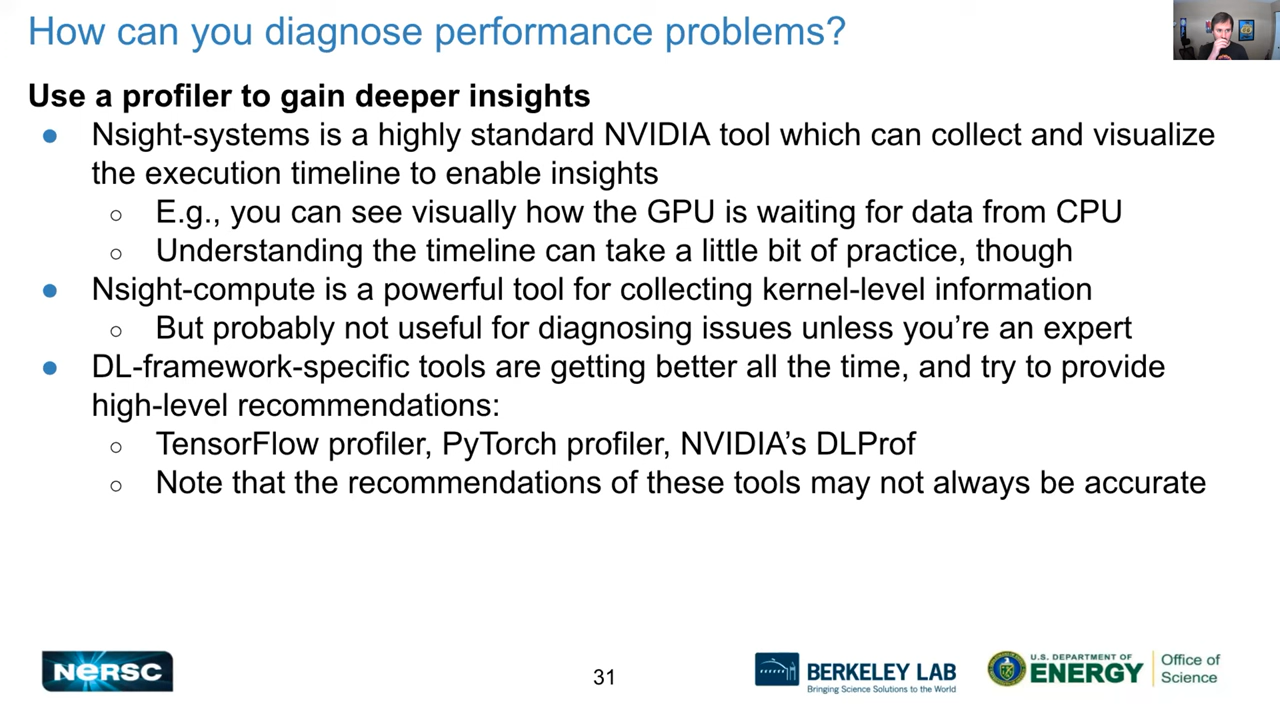 How can you diagnose performance problems?
Use a profiler to gain deeper insights
● Nsight-systems is a highly standard NVIDIA tool which can collect and visualize
the execution timeline to enable insights
○ E.g., you can see visually how the GPU is waiting for data from CPU
○ Understanding the timeline can take a little bit of practice, though
● Nsight-compute is a powerful tool for collecting kernel-level information
○ But probably not useful for diagnosing issues unless you’re an expert
● DL-framework-specific tools are getting better all the time, and try to provide
high-level recommendations:
○ TensorFlow profiler, PyTorch profiler, NVIDIA’s DLProf
○ Note that the recommendations of these tools may not always be accurate
NERSC
31
BERKELEY LAB
Bringing Science Solutions to the World
U.S. DEPARTMENT OF
ENERGY
Office of
Science